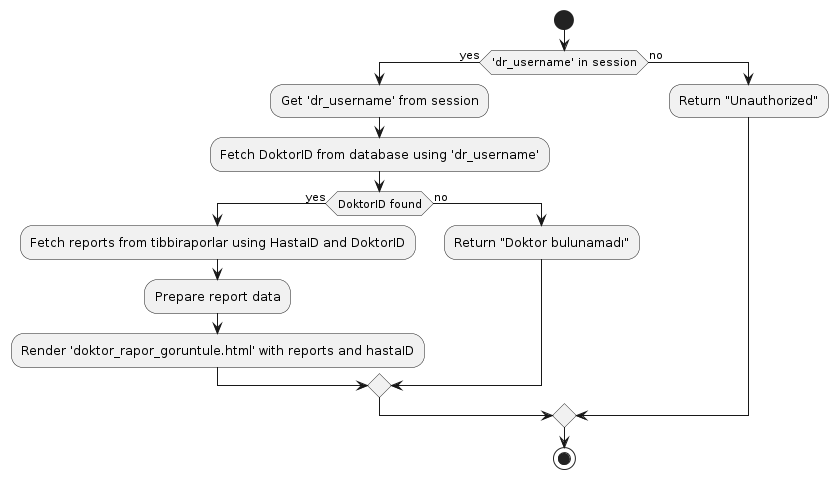 yes
'dr_username' in session
no
Get 'dr_username' from session
Return "Unauthorized"
Fetch DoktorID from database using 'dr_username'
yes
DoktorID found
no
Fetch reports from tibbiraporlar using HastaID and DoktorID
Return "Doktor bulunamadı"
Prepare report data
Render 'doktor_rapor_goruntule.html' with reports and hastaID